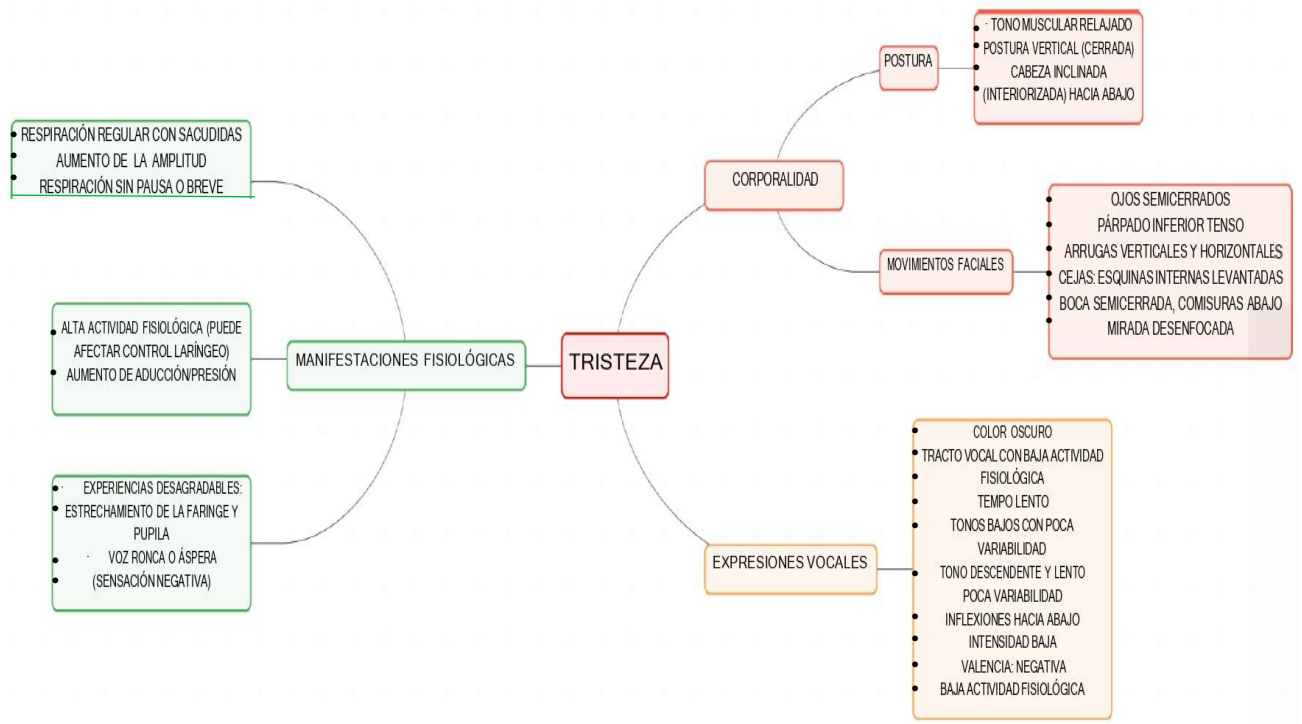 · TONO MUSCULAR RELAJADO
POSTURA VERTICAL (CERRADA)
CABEZA INCLINADA
(INTERIORIZADA) HACIA ABAJO
POSTURA
RESPIRACIÓN REGULAR CON SACUDIDAS
AUMENTO DE LA AMPLITUD
RESPIRACIÓN SIN PAUSA O BREVE
CORPORALIDAD
OJOS SEMICERRADOS
PÁRPADO INFERIOR TENSO
ARRUGAS VERTICALES Y HORIZONTALES
CEJAS: ESQUINAS INTERNAS LEVANTADAS
BOCA SEMICERRADA, COMISURAS ABAJO
MIRADA DESENFOCADA
MOVIMIENTOS FACIALES
ALTA ACTIVIDAD FISIOLÓGICA (PUEDE
AFECTAR CONTROL LARÍNGEO)
AUMENTO DE ADUCCIÓN/PRESIÓN
MANIFESTACIONES FISIOLÓGICAS
TRISTEZA
EXPERIENCIAS DESAGRADABLES:
ESTRECHAMIENTO DE LA FARINGE Y
PUPILA
· VOZ RONCA O ÁSPERA
(SENSACIÓN NEGATIVA)
EXPRESIONES VOCALES
COLOR OSCURO
TRACTO VOCAL CON BAJA ACTIVIDAD
FISIOLÓGICA
TEMPO LENTO
TONOS BAJOS CON POCA
VARIABILIDAD
TONO DESCENDENTE Y LENTO
POCA VARIABILIDAD
INFLEXIONES HACIA ABAJO
INTENSIDAD BAJA
VALENCIA: NEGATIVA
BAJA ACTIVIDAD FISIOLÓGICA